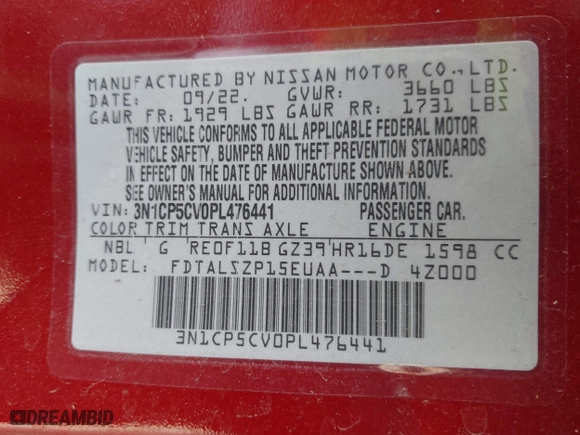 MANUFACTURED BY NISSAN MOTOR CO.,LTD.
DATE: 09/22. GVWR: 3660 LBS
GAWR FR: 1929 LBS GAWR RR: 1731 LBS
THIS VEHICLE CONFORMS TO ALL APPLICABLE FEDERAL MOTOR
VEHICLE SAFETY, BUMPER AND THEFT PREVENTION STANDARDS
IN EFFECT ON THE DATE OF MANUFACTURE SHOWN ABOVE.
SEE OWNER'S MANUAL FOR ADDITIONAL INFORMATION.
VIN: 3N1CP5CV0PL476441 PASSENGER CAR.
COLOR TRIM TRANS AXLE ENGINE
NBL G RE0F11B GZ39 HR16DE 1598 CC
MODEL: FDTALSZP15EUAA---D 4Z000
3N1CP5CV0PL476441
DREAMBID